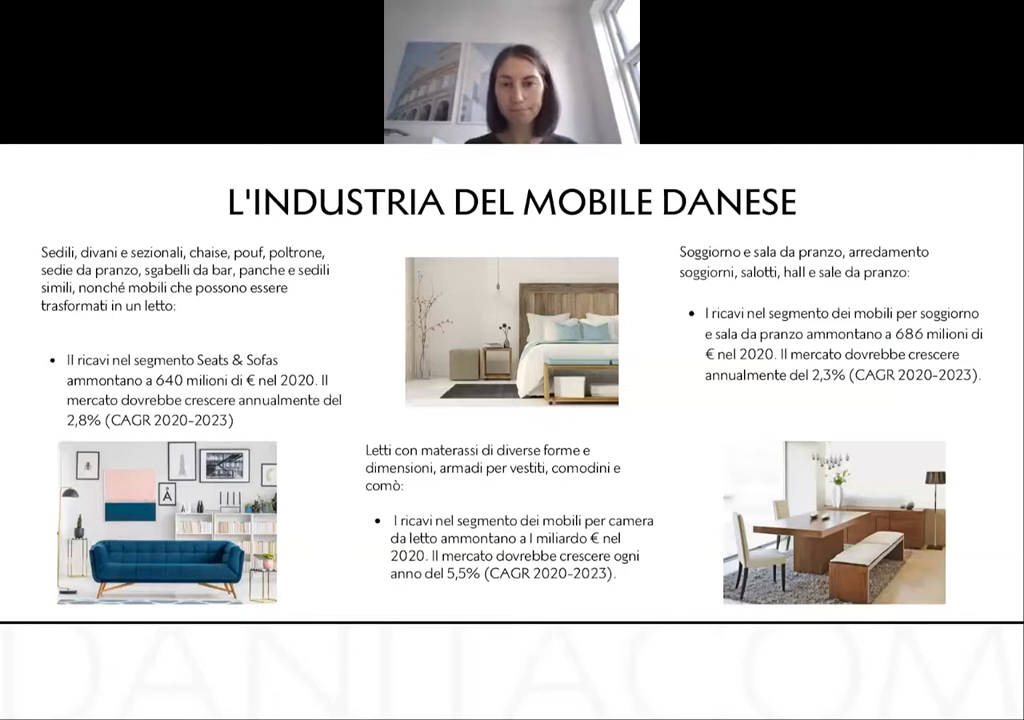 L'INDUSTRIA DEL MOBILE DANESE
Sedili, divani e sezionali, chaise, pouf, poltrone,
sedie da pranzo, sgabelli da bar, panche e sedili
simili, nonché mobili che possono essere
trasformati in un letto:
• Il ricavi nel segmento Seats & Sofas
ammontano a 640 milioni di € nel 2020. Il
mercato dovrebbe crescere annualmente del
2,8% (CAGR 2020-2023)
Letti con materassi di diverse forme e
dimensioni, armadi per vestiti, comodini e
comò:
• I ricavi nel segmento dei mobili per camera
da letto ammontano a 1 miliardo € nel
2020. Il mercato dovrebbe crescere ogni
anno del 5,5% (CAGR 2020-2023).
Soggiorno e sala da pranzo, arredamento
soggiorni, salotti, hall e sale da pranzo:
• I ricavi nel segmento dei mobili per soggiorno
e sala da pranzo ammontano a 686 milioni di
€ nel 2020. Il mercato dovrebbe crescere
annualmente del 2,3% (CAGR 2020-2023).
DANITACOM